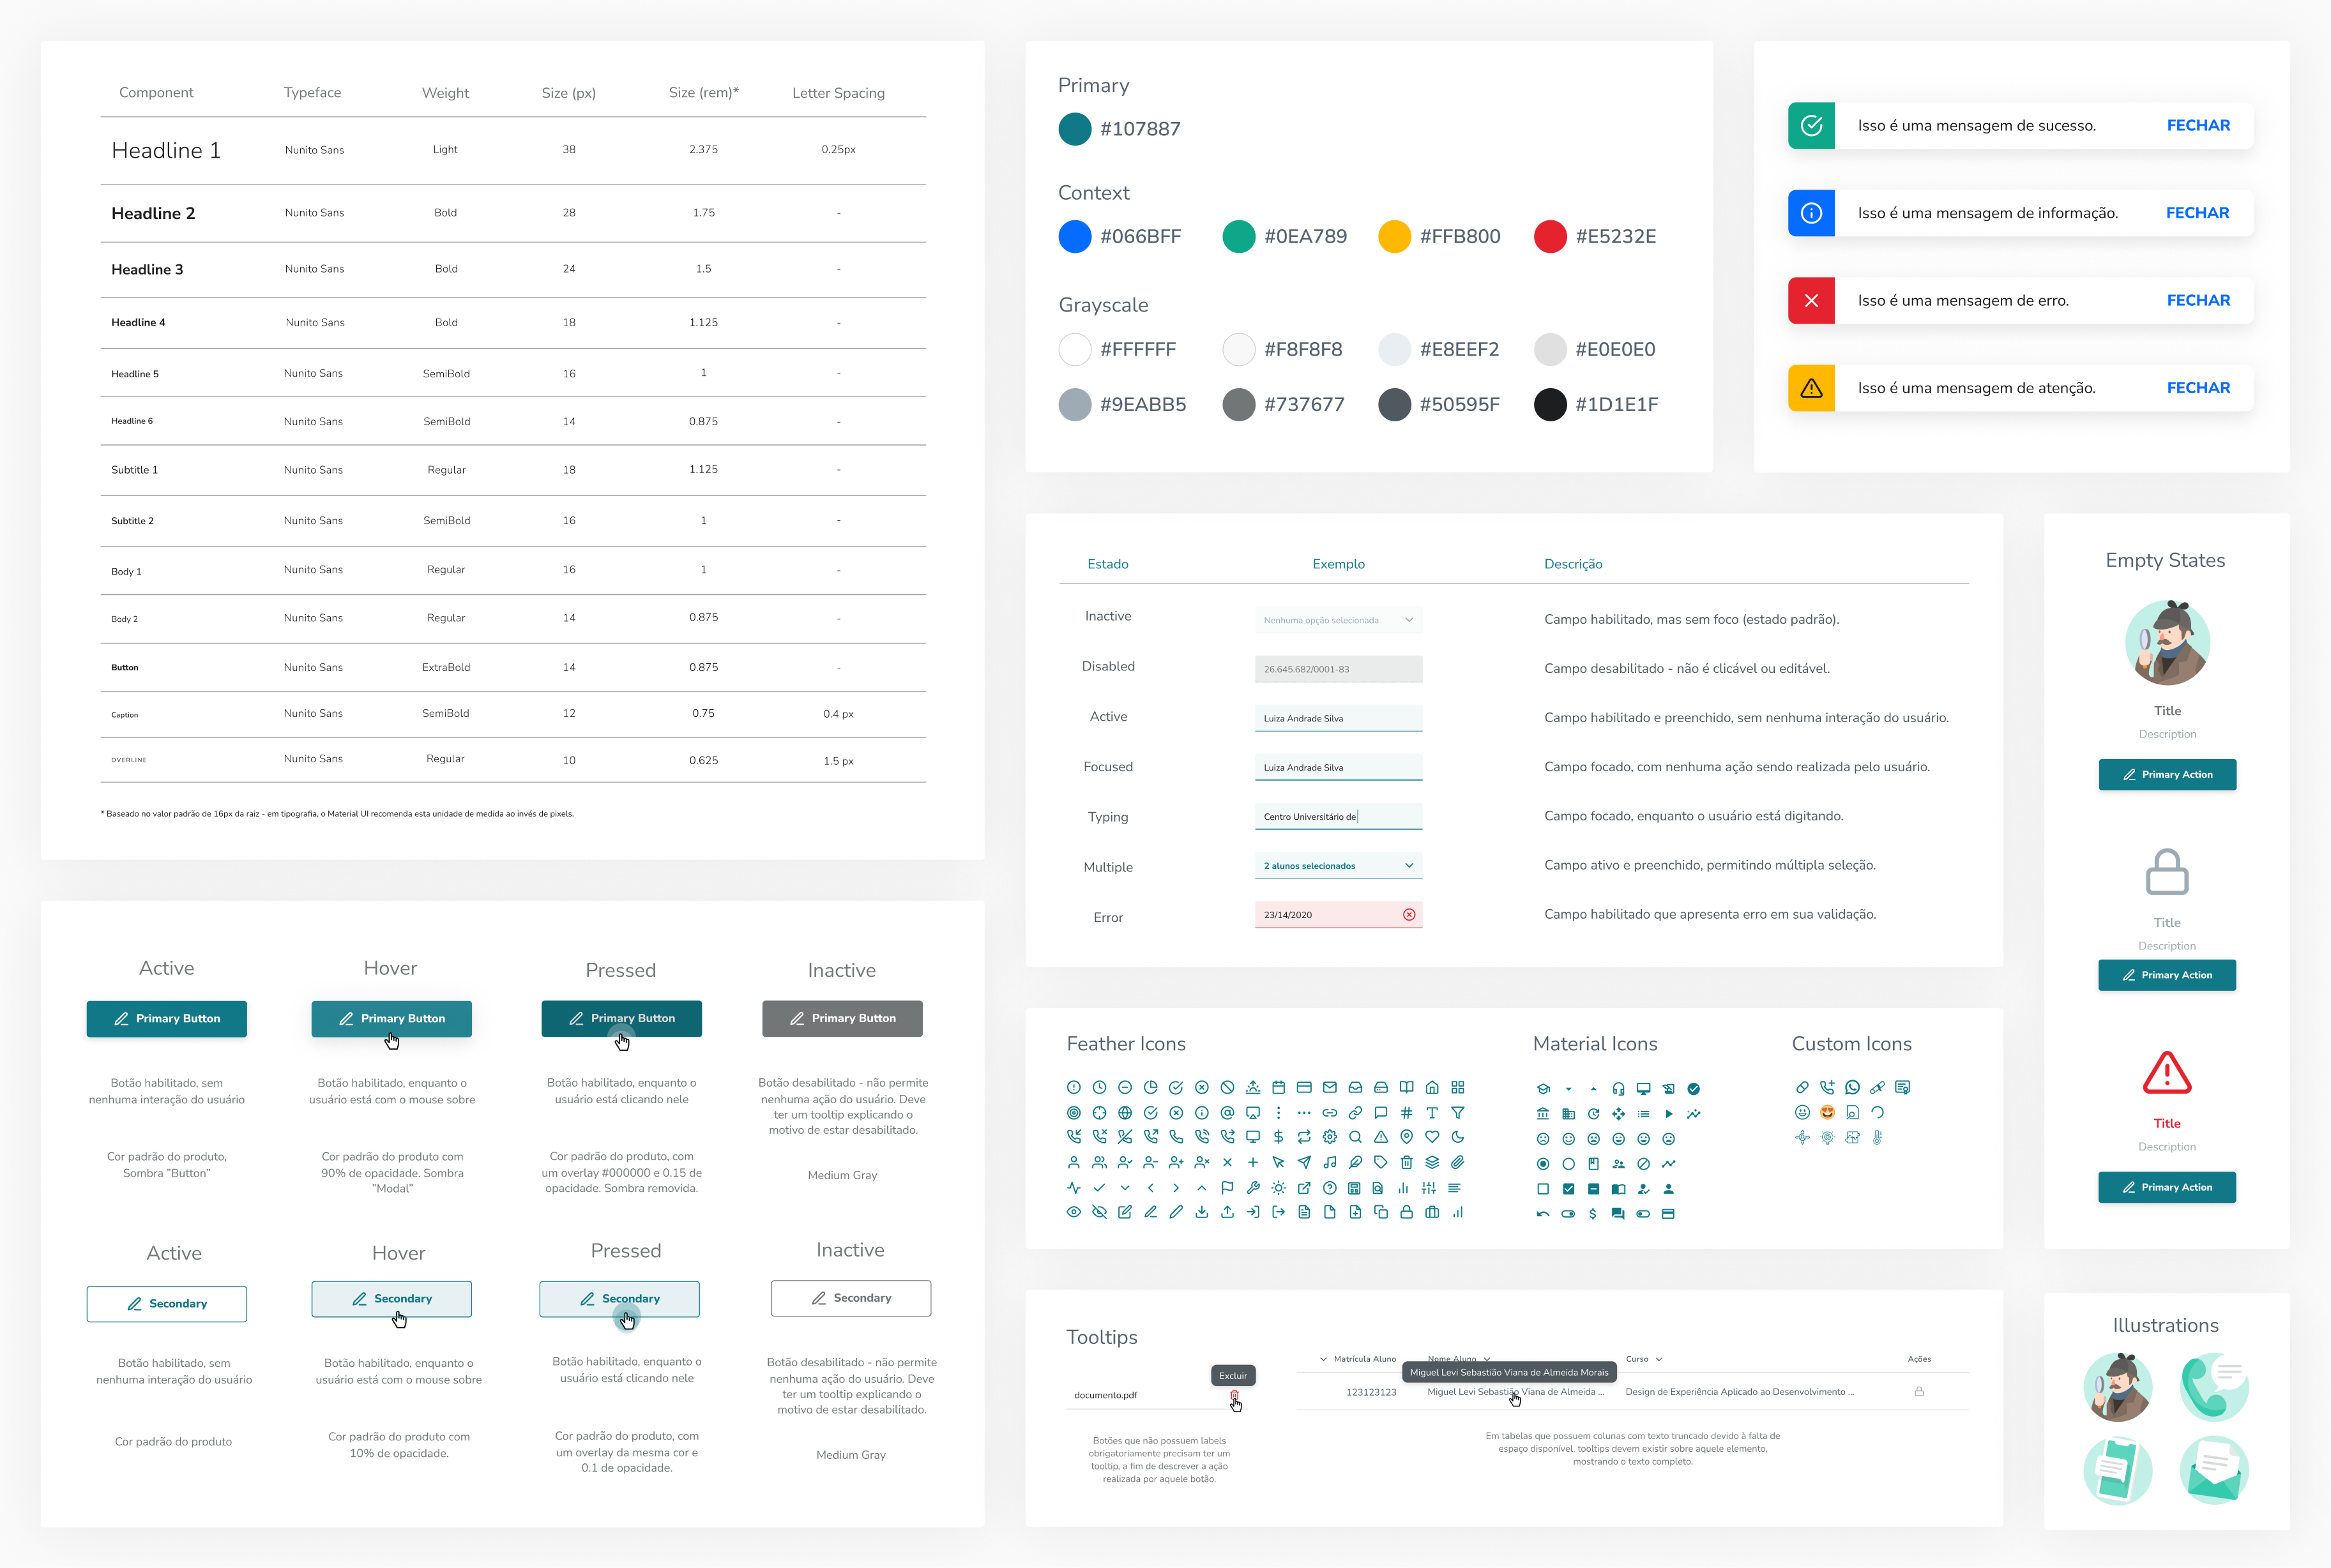 Component Typeface Weight Size (px) Size (rem)* Letter Spacing
Headline 1 Nunito Sans Light 38 2.375 0.25px
Headline 2 Nunito Sans Bold 28 1.75 -
Headline 3 Nunito Sans Bold 24 1.5 -
Headline 4 Nunito Sans Bold 18 1.125 -
Headline 5 Nunito Sans SemiBold 16 1 -
Headline 6 Nunito Sans SemiBold 14 0.875 -
Subtitle 1 Nunito Sans Regular 18 1.125 -
Subtitle 2 Nunito Sans SemiBold 16 1 -
Body 1 Nunito Sans Regular 16 1 -
Body 2 Nunito Sans Regular 14 0.875 -
Button Nunito Sans ExtraBold 14 0.875 -
Caption Nunito Sans SemiBold 12 0.75 0.4 px
OVERLINE Nunito Sans Regular 10 0.625 1.5 px
* Baseado no valor padrão de 16px da raiz - em tipografia, o Material UI recomenda esta unidade de medida ao invés de pixels.
Primary
#107887
Context
#066BFF #0EA789 #FFB800 #E5232E
Grayscale
#FFFFFF #F8F8F8 #E8EEF2 #E0E0E0
#9EABB5 #737677 #50595F #1D1E1F
Isso é uma mensagem de sucesso. FECHAR
Isso é uma mensagem de informação. FECHAR
Isso é uma mensagem de erro. FECHAR
Isso é uma mensagem de atenção. FECHAR
Estado Exemplo Descrição
Inactive Nenhuma opção selecionada Campo habilitado, mas sem foco (estado padrão).
Disabled 26.645.682/0001-83 Campo desabilitado - não é clicável ou editável.
Active Luiza Andrade Silva Campo habilitado e preenchido, sem nenhuma interação do usuário.
Focused Luiza Andrade Silva Campo focado, com nenhuma ação sendo realizada pelo usuário.
Typing Centro Universitário de Campo focado, enquanto o usuário está digitando.
Multiple 2 alunos selecionados Campo ativo e preenchido, permitindo múltipla seleção.
Error 23/14/2020 Campo habilitado que apresenta erro em sua validação.
Empty States
Title
Description
Primary Action
Title
Description
Primary Action
Title
Description
Primary Action
Active
Primary Button
Botão habilitado, sem
nenhuma interação do usuário
Cor padrão do produto,
Sombra "Button"
Hover
Primary Button
Botão habilitado, enquanto o
usuário está com o mouse sobre
Cor padrão do produto com
90% de opacidade. Sombra
"Modal"
Pressed
Primary Button
Botão habilitado, enquanto o
usuário está clicando nele
Cor padrão do produto, com
um overlay #000000 e 0.15 de
opacidade. Sombra removida.
Inactive
Primary Button
Botão desabilitado - não permite
nenhuma ação do usuário. Deve
ter um tooltip explicando o
motivo de estar desabilitado.
Medium Gray
Active
Secondary
Botão habilitado, sem
nenhuma interação do usuário
Cor padrão do produto
Hover
Secondary
Botão habilitado, enquanto o
usuário está com o mouse sobre
Cor padrão do produto com
10% de opacidade.
Pressed
Secondary
Botão habilitado, enquanto o
usuário está clicando nele
Cor padrão do produto, com
um overlay da mesma cor e
0.1 de opacidade.
Inactive
Secondary
Botão desabilitado - não permite
nenhuma ação do usuário. Deve
ter um tooltip explicando o
motivo de estar desabilitado.
Medium Gray
Feather Icons Material Icons Custom Icons
Tooltips
Excluir
documento.pdf
Botões que não possuem labels
obrigatoriamente precisam ter um
tooltip, a fim de descrever a ação
realizada por aquele botão.
Matrícula Aluno Nome Aluno Curso Ações
Miguel Levi Sebastião Viana de Almeida Morais
123123123 Miguel Levi Sebastião Viana de Almeida ... Design de Experiência Aplicado ao Desenvolvimento ...
Em tabelas que possuem colunas com texto truncado devido à falta de
espaço disponível, tooltips devem existir sobre aquele elemento,
mostrando o texto completo.
Illustrations